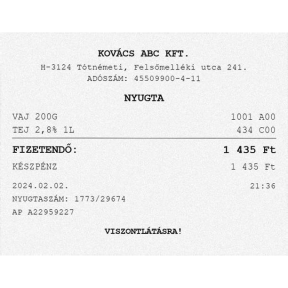 KOVÁCS ABC KFT.
H-3124 Tótnémeti, Felsőmelléki utca 241.
ADÓSZÁM: 45509900-4-11
NYUGTA
VAJ 200G 1001 A00
TEJ 2,8% 1L 434 C00
FIZETENDŐ: 1 435 Ft
KÉSZPÉNZ 1 435 Ft
2024.02.02. 21:36
NYUGTASZÁM: 1773/29674
AP A22959227
VISZONTLÁTÁSRA!